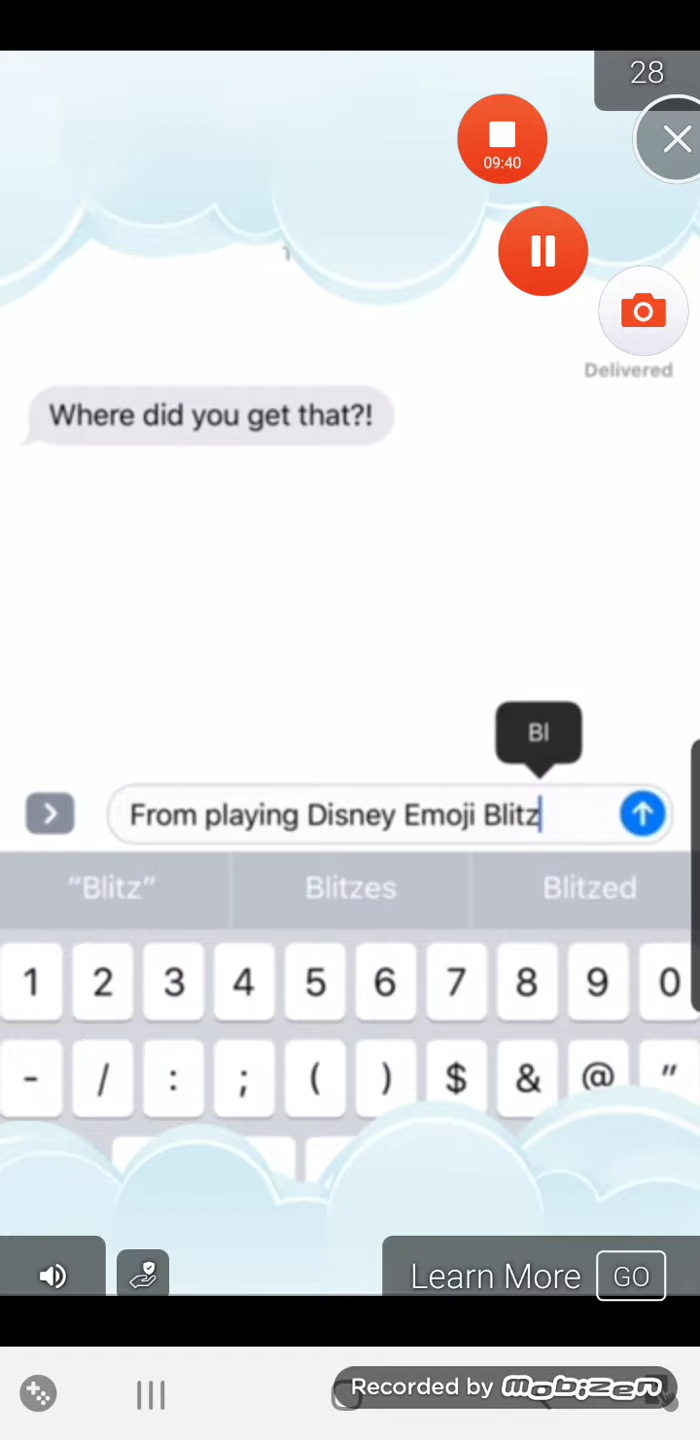 28
09:40
Delivered
Where did you get that?!
Bl
From playing Disney Emoji Blitz
“Blitz” Blitzes Blitzed
1 2 3 4 5 6 7 8 9 0
- / : ; ( ) $ & @ "
Learn More GO
Recorded by mobizen